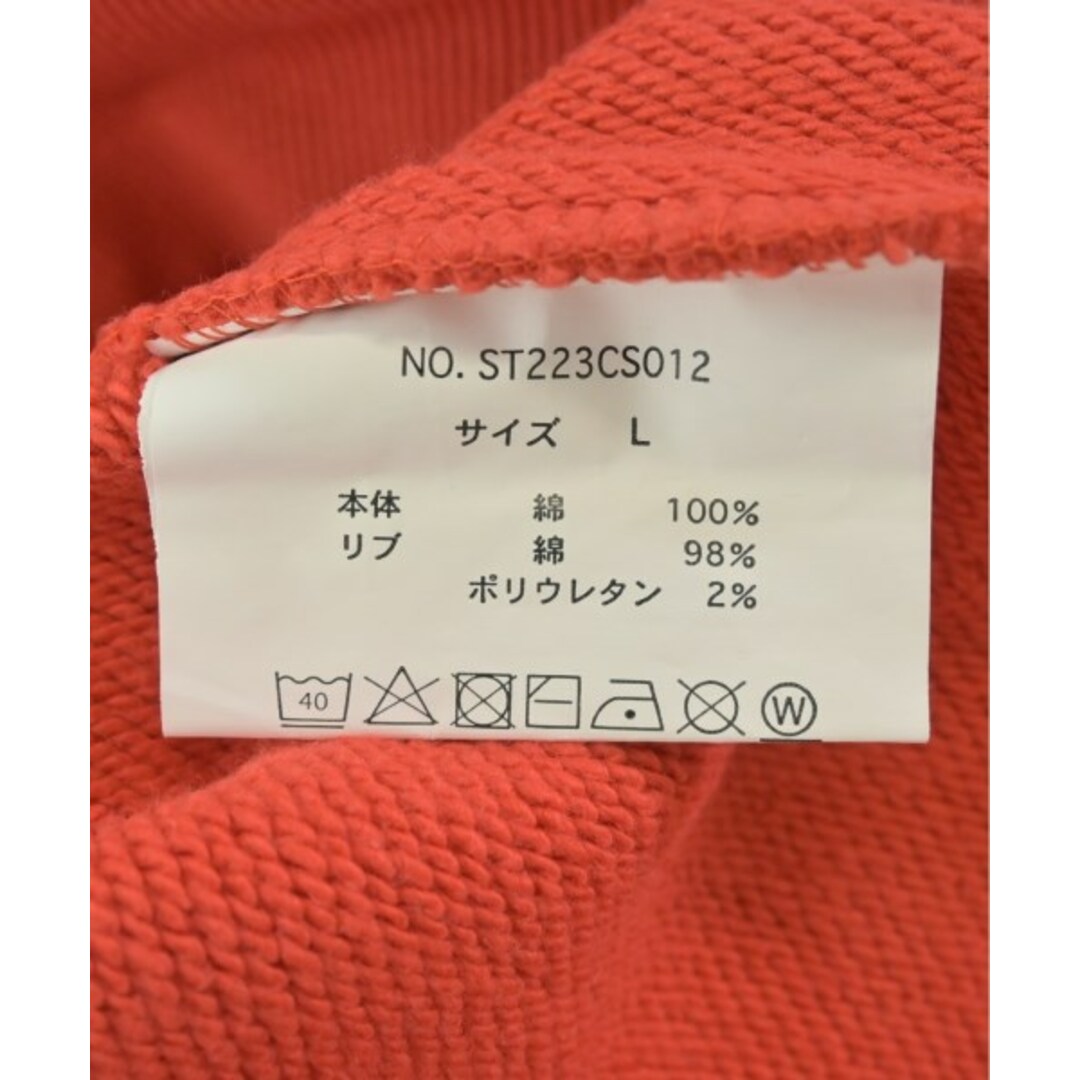 NO. ST223CS012
サイズ L
本体 綿 100%
リブ 綿 98%
ポリウレタン 2%
40 W